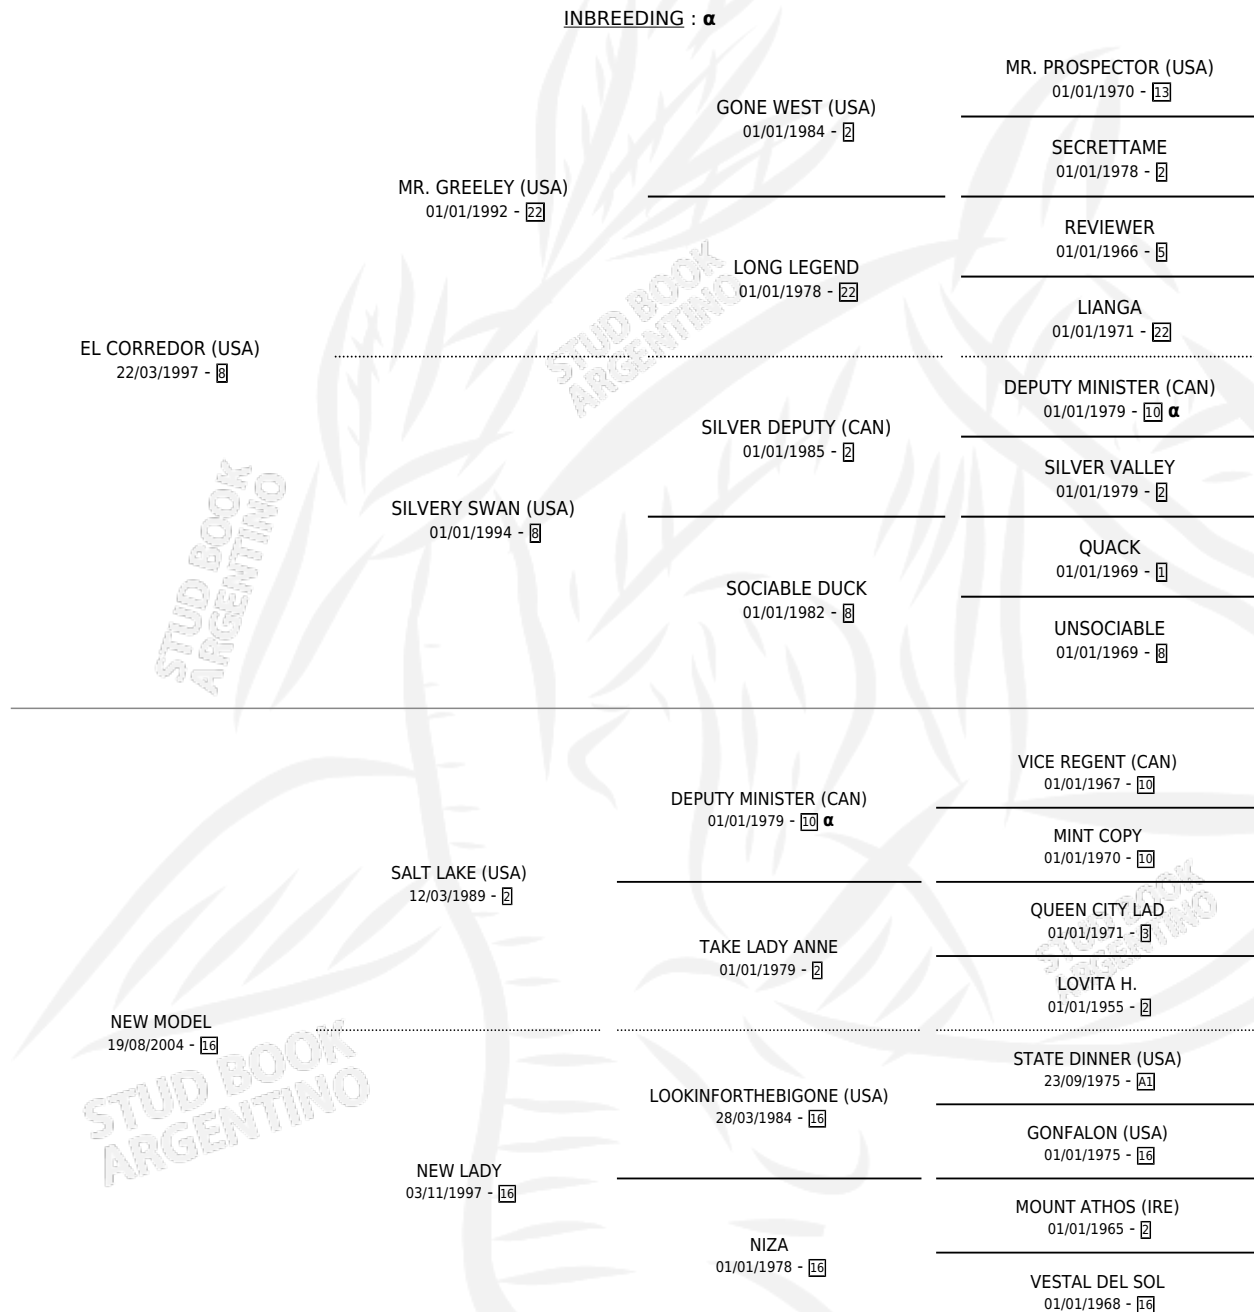 INBREEDING : α
MR. PROSPECTOR (USA)
01/01/1970 - 13
GONE WEST (USA)
01/01/1984 - 2
SECRETTAME
01/01/1978 - 2
MR. GREELEY (USA)
01/01/1992 - 22
REVIEWER
01/01/1966 - 5
LONG LEGEND
01/01/1978 - 22
LIANGA
01/01/1971 - 22
EL CORREDOR (USA)
22/03/1997 - 8
DEPUTY MINISTER (CAN)
01/01/1979 - 10 α
SILVER DEPUTY (CAN)
01/01/1985 - 2
SILVER VALLEY
01/01/1979 - 2
SILVERY SWAN (USA)
01/01/1994 - 8
QUACK
01/01/1969 - 1
SOCIABLE DUCK
01/01/1982 - 8
UNSOCIABLE
01/01/1969 - 8
VICE REGENT (CAN)
01/01/1967 - 10
DEPUTY MINISTER (CAN)
01/01/1979 - 10 α
MINT COPY
01/01/1970 - 10
SALT LAKE (USA)
12/03/1989 - 2
QUEEN CITY LAD
01/01/1971 - 3
TAKE LADY ANNE
01/01/1979 - 2
LOVITA H.
01/01/1955 - 2
NEW MODEL
19/08/2004 - 16
STATE DINNER (USA)
23/09/1975 - A1
LOOKINFORTHEBIGONE (USA)
28/03/1984 - 16
GONFALON (USA)
01/01/1975 - 16
NEW LADY
03/11/1997 - 16
MOUNT ATHOS (IRE)
01/01/1965 - 2
NIZA
01/01/1978 - 16
VESTAL DEL SOL
01/01/1968 - 16
STUD BOOK
ARGENTINO
STUD BOOK
ARGENTINO
STUD BOOK
ARGENTINO
STUD BOOK
ARGENTINO